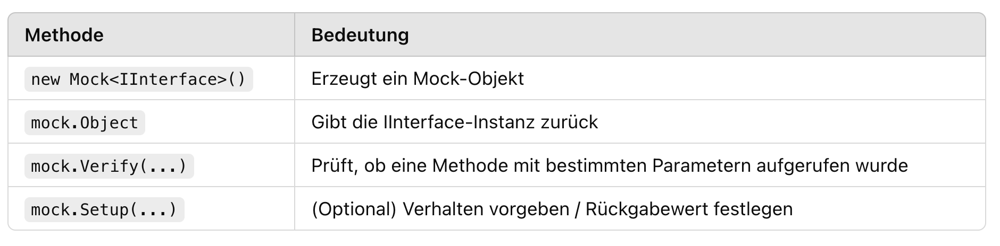 Methode Bedeutung
new Mock<IInterface>() Erzeugt ein Mock-Objekt
mock.Object Gibt die IInterface-Instanz zurück
mock.Verify(...) Prüft, ob eine Methode mit bestimmten Parametern aufgerufen wurde
mock.Setup(...) (Optional) Verhalten vorgeben / Rückgabewert festlegen